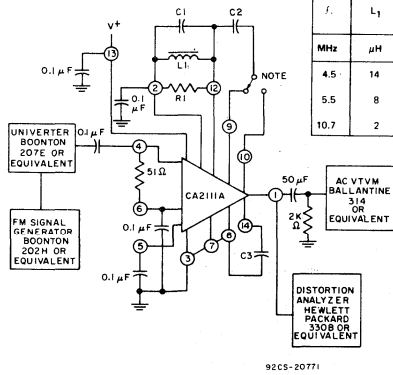 C1
C2
V+
13
0.1 μF
L1
2
R1
12
0.1
μF
NOTE
9
10
UNIVERTER
BOONTON
207E OR
EQUIVALENT
0.1 μF
4
51Ω
6
CA2111A
FM SIGNAL
GENERATOR
BOONTON
202H OR
EQUIVALENT
0.1 μF
5
0.1 μF
3
7
8
14
C3
1
50μF
2K
Ω
AC VTVM
BALLANTINE
314
OR
EQUIVALENT
DISTORTION
ANALYZER
HEWLETT
PACKARD
330B OR
EQUIVALENT
92CS-20771
L1
MHz μH
4.5 14
5.5 8
10.7 2